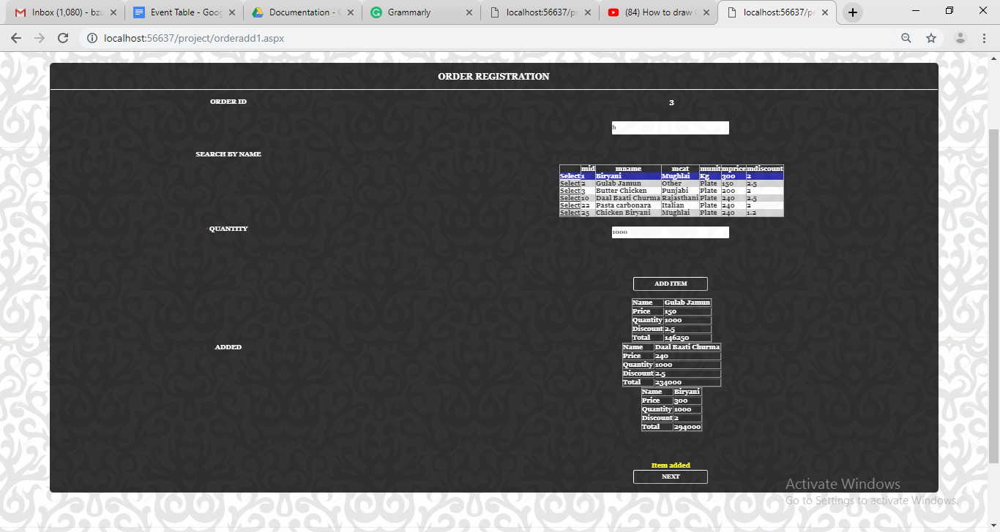 Inbox (1,080) - bzu
Event Table - Goog
Documentation - G
Grammarly
localhost:56637/pr
(84) How to draw
localhost:56637/pr
localhost:56637/project/orderadd1.aspx
ORDER REGISTRATION
ORDER ID 3
b
SEARCH BY NAME
mid mname mcat munit mprice mdiscount
Select 1 Biryani Mughlai Kg 300 2
Select 2 Gulab Jamun Other Plate 150 2.5
Select 3 Butter Chicken Punjabi Plate 200 2
Select 10 Daal Baati Churma Rajasthani Plate 240 2.5
Select 22 Pasta carbonara Italian Plate 240 2
Select 25 Chicken Biryani Mughlai Plate 240 1.2
QUANTITY 1000
ADD ITEM
Name Gulab Jamun
Price 150
Quantity 1000
Discount 2.5
Total 146250
ADDED
Name Daal Baati Churma
Price 240
Quantity 1000
Discount 2.5
Total 234000
Name Biryani
Price 300
Quantity 1000
Discount 2
Total 294000
Item added
NEXT
Activate Windows
Go to Settings to activate Windows.